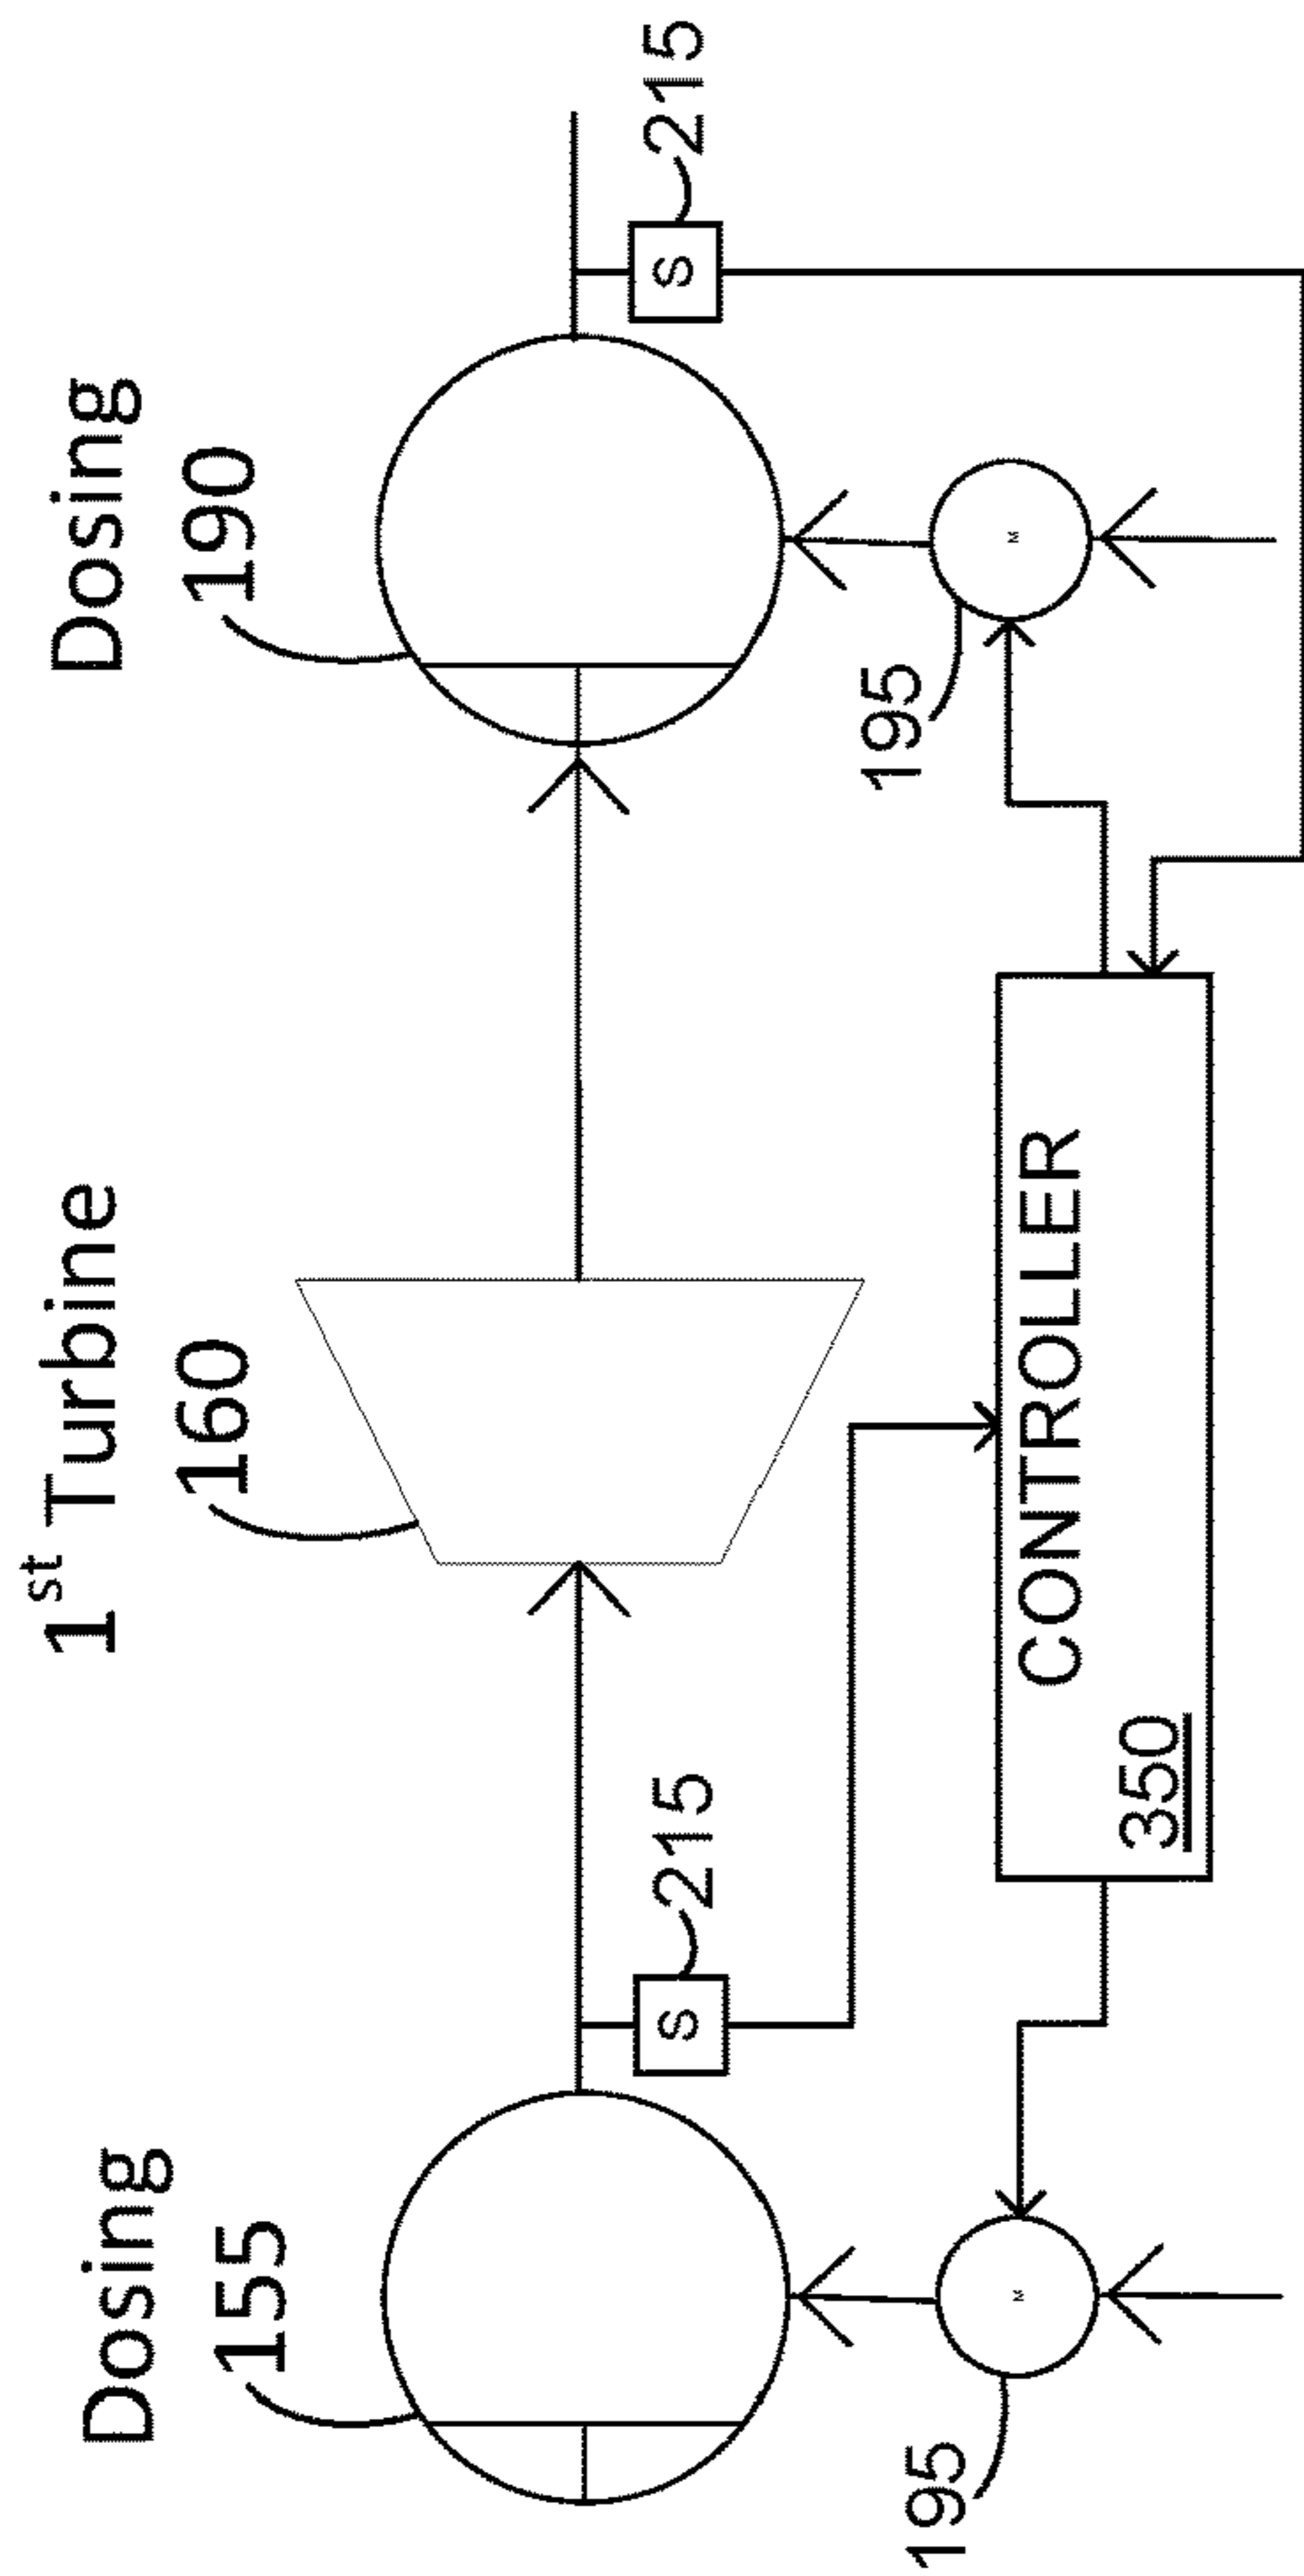 Dosing
155
1st Turbine
160
Dosing
190
S
215
S
215
M
195
M
195
CONTROLLER
350